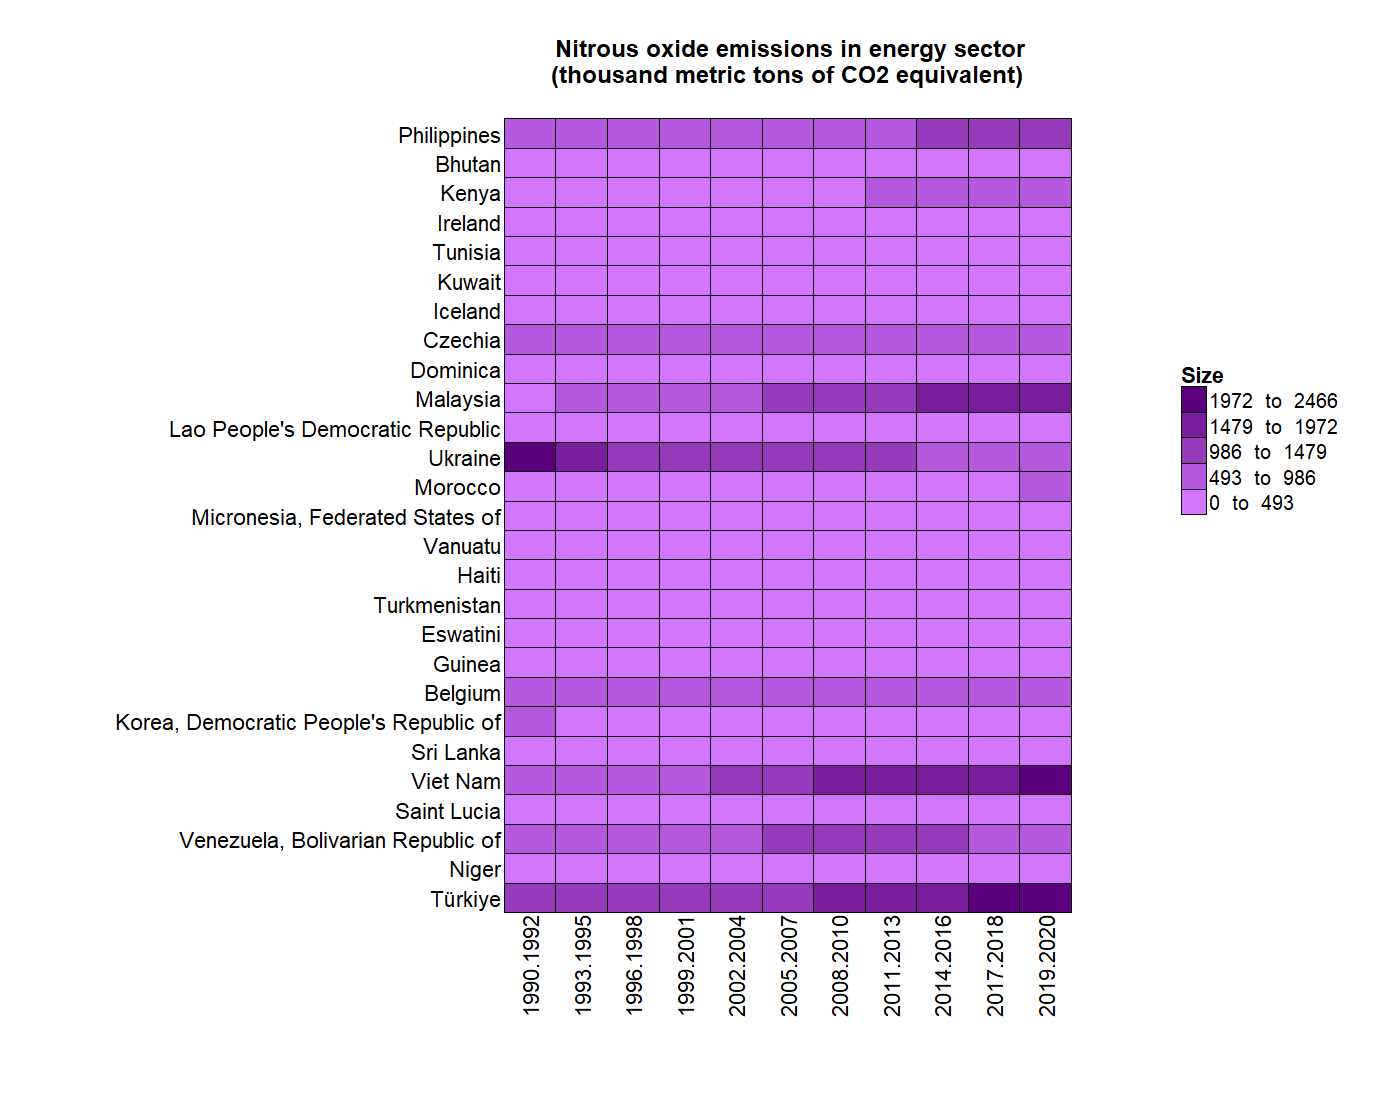 Nitrous oxide emissions in energy sector
(thousand metric tons of CO2 equivalent)
Philippines
Bhutan
Kenya
Ireland
Tunisia
Kuwait
Iceland
Czechia
Dominica
Malaysia
Lao People's Democratic Republic
Ukraine
Morocco
Micronesia, Federated States of
Vanuatu
Haiti
Turkmenistan
Eswatini
Guinea
Belgium
Korea, Democratic People's Republic of
Sri Lanka
Viet Nam
Saint Lucia
Venezuela, Bolivarian Republic of
Niger
Türkiye
1990.1992
1993.1995
1996.1998
1999.2001
2002.2004
2005.2007
2008.2010
2011.2013
2014.2016
2017.2018
2019.2020
Size
1972 to 2466
1479 to 1972
986 to 1479
493 to 986
0 to 493